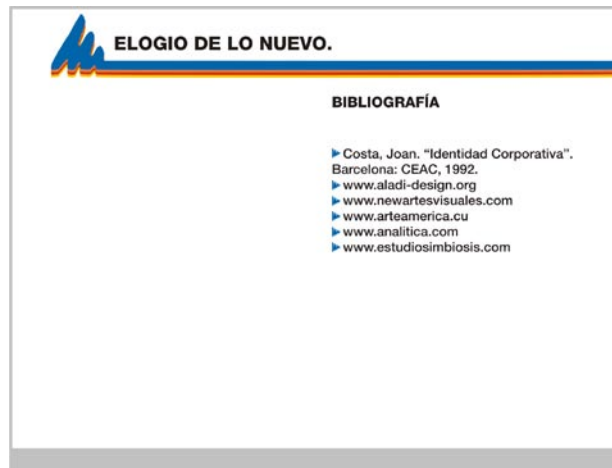 ELOGIO DE LO NUEVO.
BIBLIOGRAFÍA
Costa, Joan. “Identidad Corporativa”.
Barcelona: CEAC, 1992.
www.aladi-design.org
www.newartesvisuales.com
www.arteamerica.cu
www.analitica.com
www.estudiosimbiosis.com